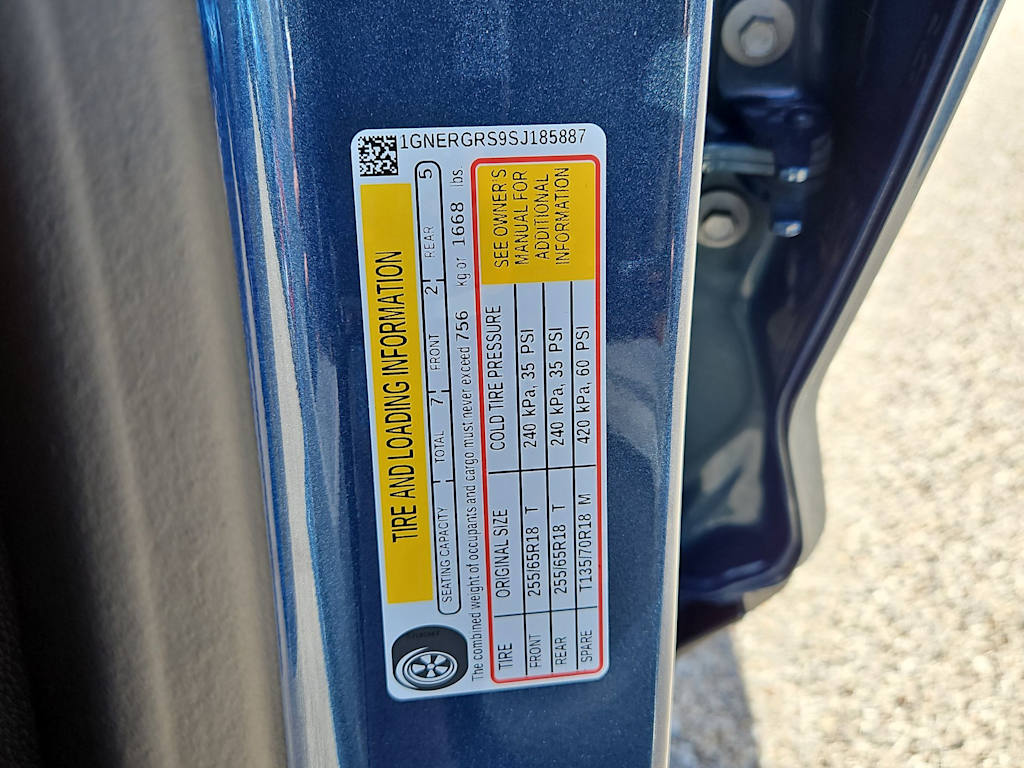 1GNERGRS9SJ185887
TIRE AND LOADING INFORMATION
SEATING CAPACITY TOTAL 7 FRONT 2 REAR 5
The combined weight of occupants and cargo must never exceed 756 kg or 1668 lbs.
TIRE ORIGINAL SIZE COLD TIRE PRESSURE
FRONT 255/65R18 T 240 kPa, 35 PSI
REAR 255/65R18 T 240 kPa, 35 PSI
SPARE T135/70R18 M 420 kPa, 60 PSI
SEE OWNER'S
MANUAL FOR
ADDITIONAL
INFORMATION